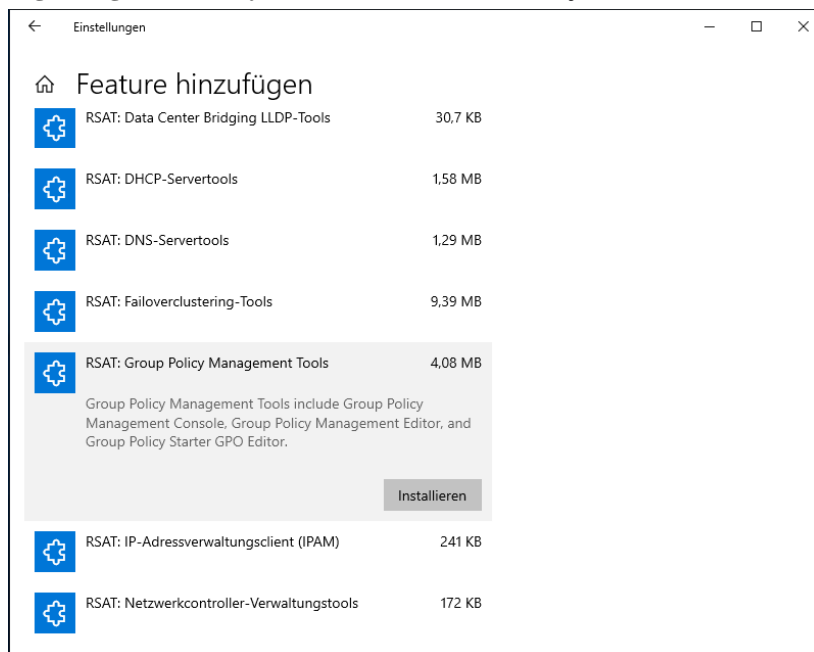 Einstellungen
Feature hinzufügen
RSAT: Data Center Bridging LLDP-Tools 30,7 KB
RSAT: DHCP-Servertools 1,58 MB
RSAT: DNS-Servertools 1,29 MB
RSAT: Failoverclustering-Tools 9,39 MB
RSAT: Group Policy Management Tools 4,08 MB
Group Policy Management Tools include Group Policy
Management Console, Group Policy Management Editor, and
Group Policy Starter GPO Editor.
Installieren
RSAT: IP-Adressverwaltungsclient (IPAM) 241 KB
RSAT: Netzwerkcontroller-Verwaltungstools 172 KB